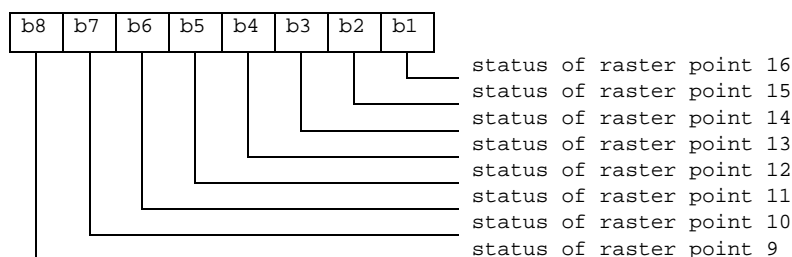 b8 b7 b6 b5 b4 b3 b2 b1
status of raster point 16
status of raster point 15
status of raster point 14
status of raster point 13
status of raster point 12
status of raster point 11
status of raster point 10
status of raster point 9